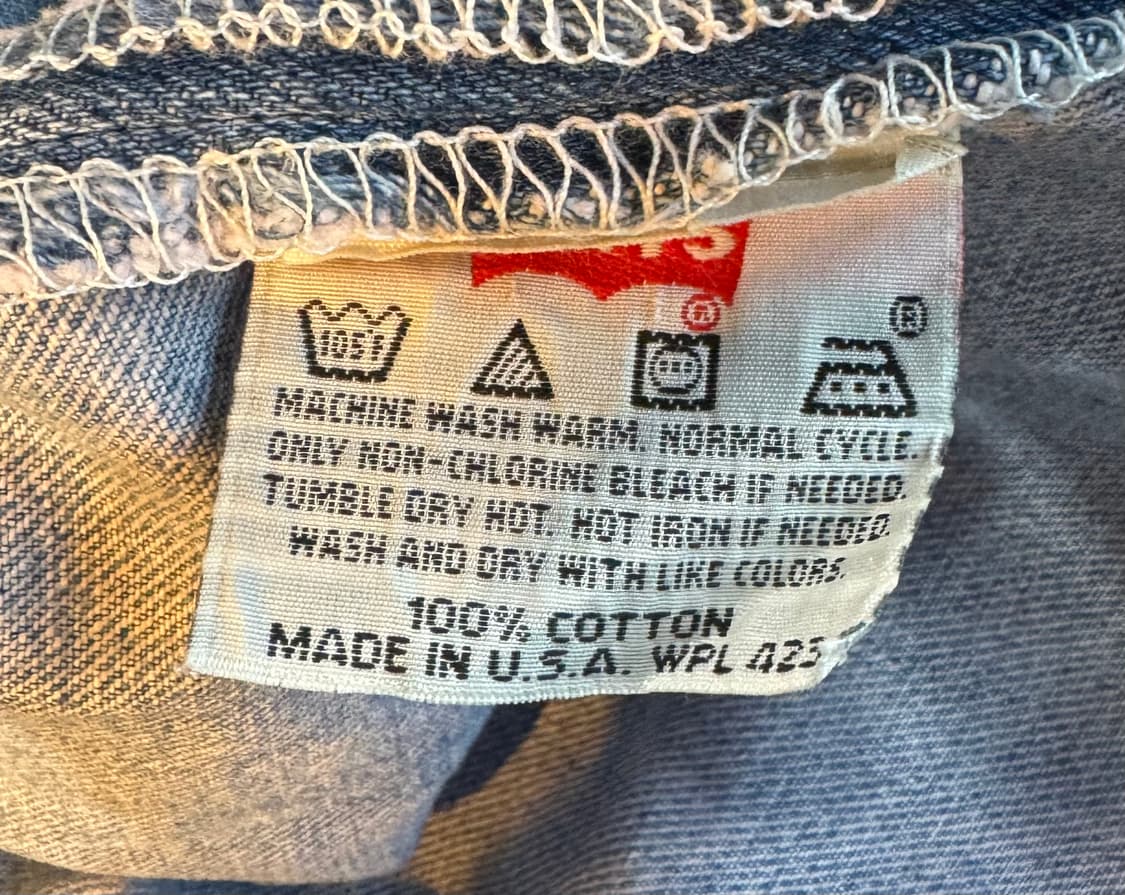 ®
®
105F
MACHINE WASH WARM. NORMAL CYCLE.
ONLY NON-CHLORINE BLEACH IF NEEDED.
TUMBLE DRY HOT. HOT IRON IF NEEDED.
WASH AND DRY WITH LIKE COLORS.
100% COTTON
MADE IN U.S.A. WPL 423